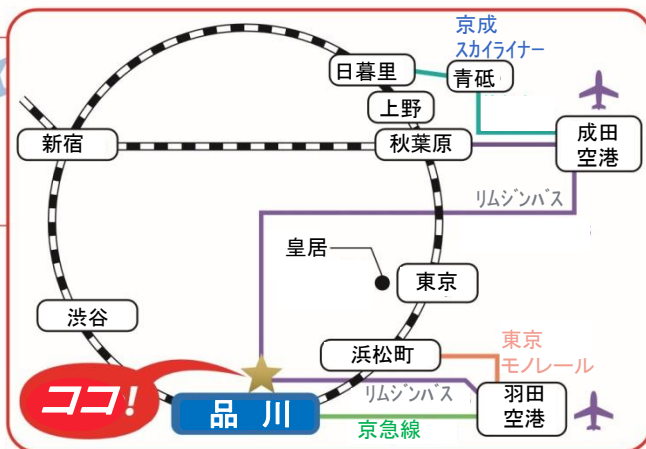 京成
スカイライナー
日暮里
青砥
上野
新宿
秋葉原
成田
空港
リムジンバス
皇居
東京
渋谷
浜松町
東京
モノレール
ココ!
品川
リムジンバス
羽田
空港
京急線